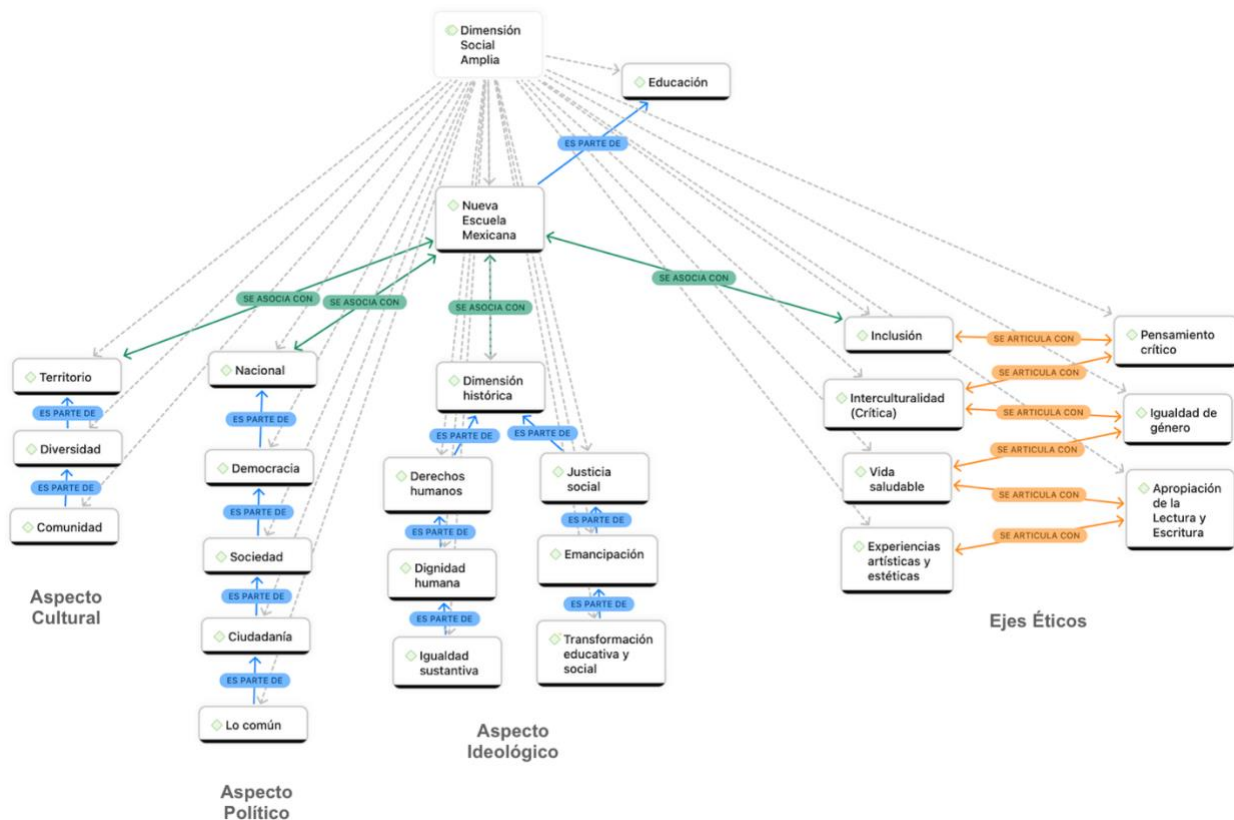 Dimensión
Social
Amplia
Educación
ES PARTE DE
Nueva
Escuela
Mexicana
SE ASOCIA CON
SE ASOCIA CON
SE ASOCIA CON
SE ASOCIA CON
Territorio
ES PARTE DE
Diversidad
ES PARTE DE
Comunidad
Aspecto
Cultural
Nacional
ES PARTE DE
Democracia
ES PARTE DE
Sociedad
ES PARTE DE
Ciudadanía
ES PARTE DE
Lo común
Aspecto
Político
Dimensión
histórica
ES PARTE DE
ES PARTE DE
Derechos
humanos
ES PARTE DE
Dignidad
humana
ES PARTE DE
Igualdad
sustantiva
Justicia
social
ES PARTE DE
Emancipación
ES PARTE DE
Transformación
educativa y
social
Aspecto
Ideológico
Inclusión
SE ARTICULA CON
Pensamiento
crítico
SE ARTICULA CON
Interculturalidad
(Crítica)
SE ARTICULA CON
Igualdad de
género
SE ARTICULA CON
Vida
saludable
SE ARTICULA CON
Apropiación
de la
Lectura y
Escritura
SE ARTICULA CON
Experiencias
artísticas y
estéticas
Ejes Éticos